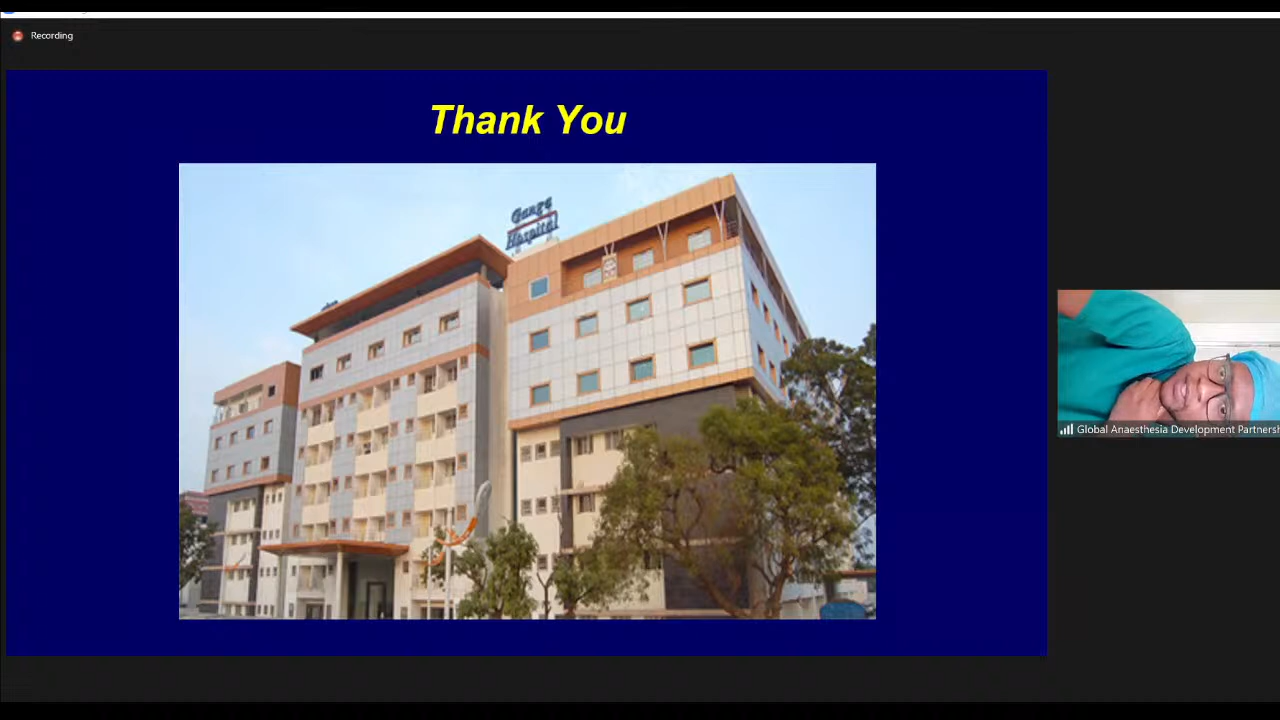 Recording
Thank You
Ganga
Hospital
Global Anaesthesia Development Partnersh